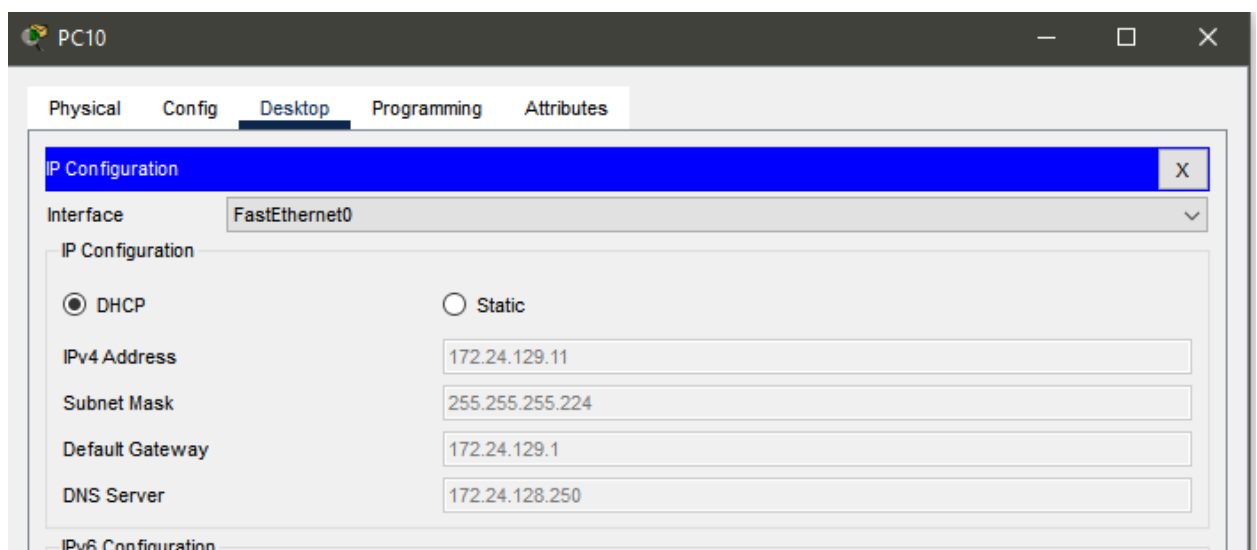 PC10
Physical Config Desktop Programming Attributes
IP Configuration X
Interface FastEthernet0
IP Configuration
DHCP Static
IPv4 Address 172.24.129.11
Subnet Mask 255.255.255.224
Default Gateway 172.24.129.1
DNS Server 172.24.128.250
IPv6 Configuration